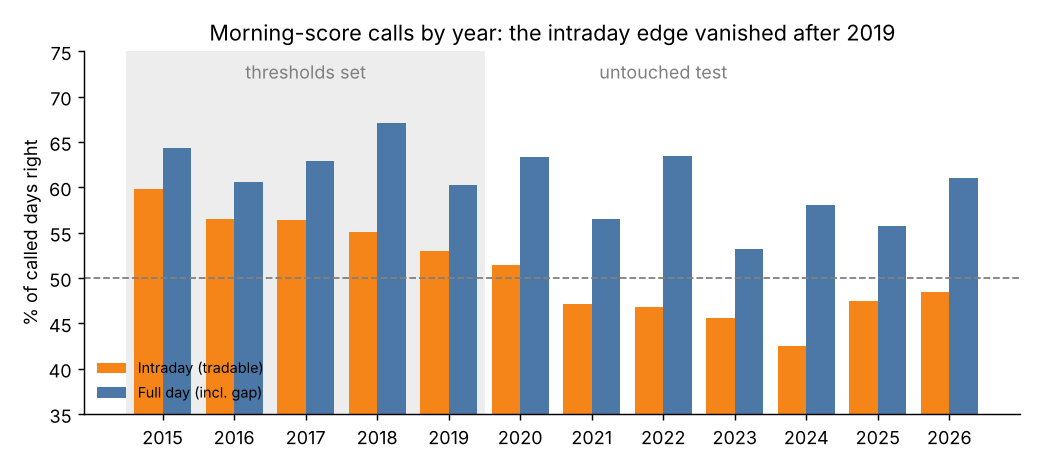 Morning-score calls by year: the intraday edge vanished after 2019
% of called days right
75
70
65
60
55
50
45
40
35
thresholds set
untouched test
Intraday (tradable)
Full day (incl. gap)
2015 2016 2017 2018 2019 2020 2021 2022 2023 2024 2025 2026